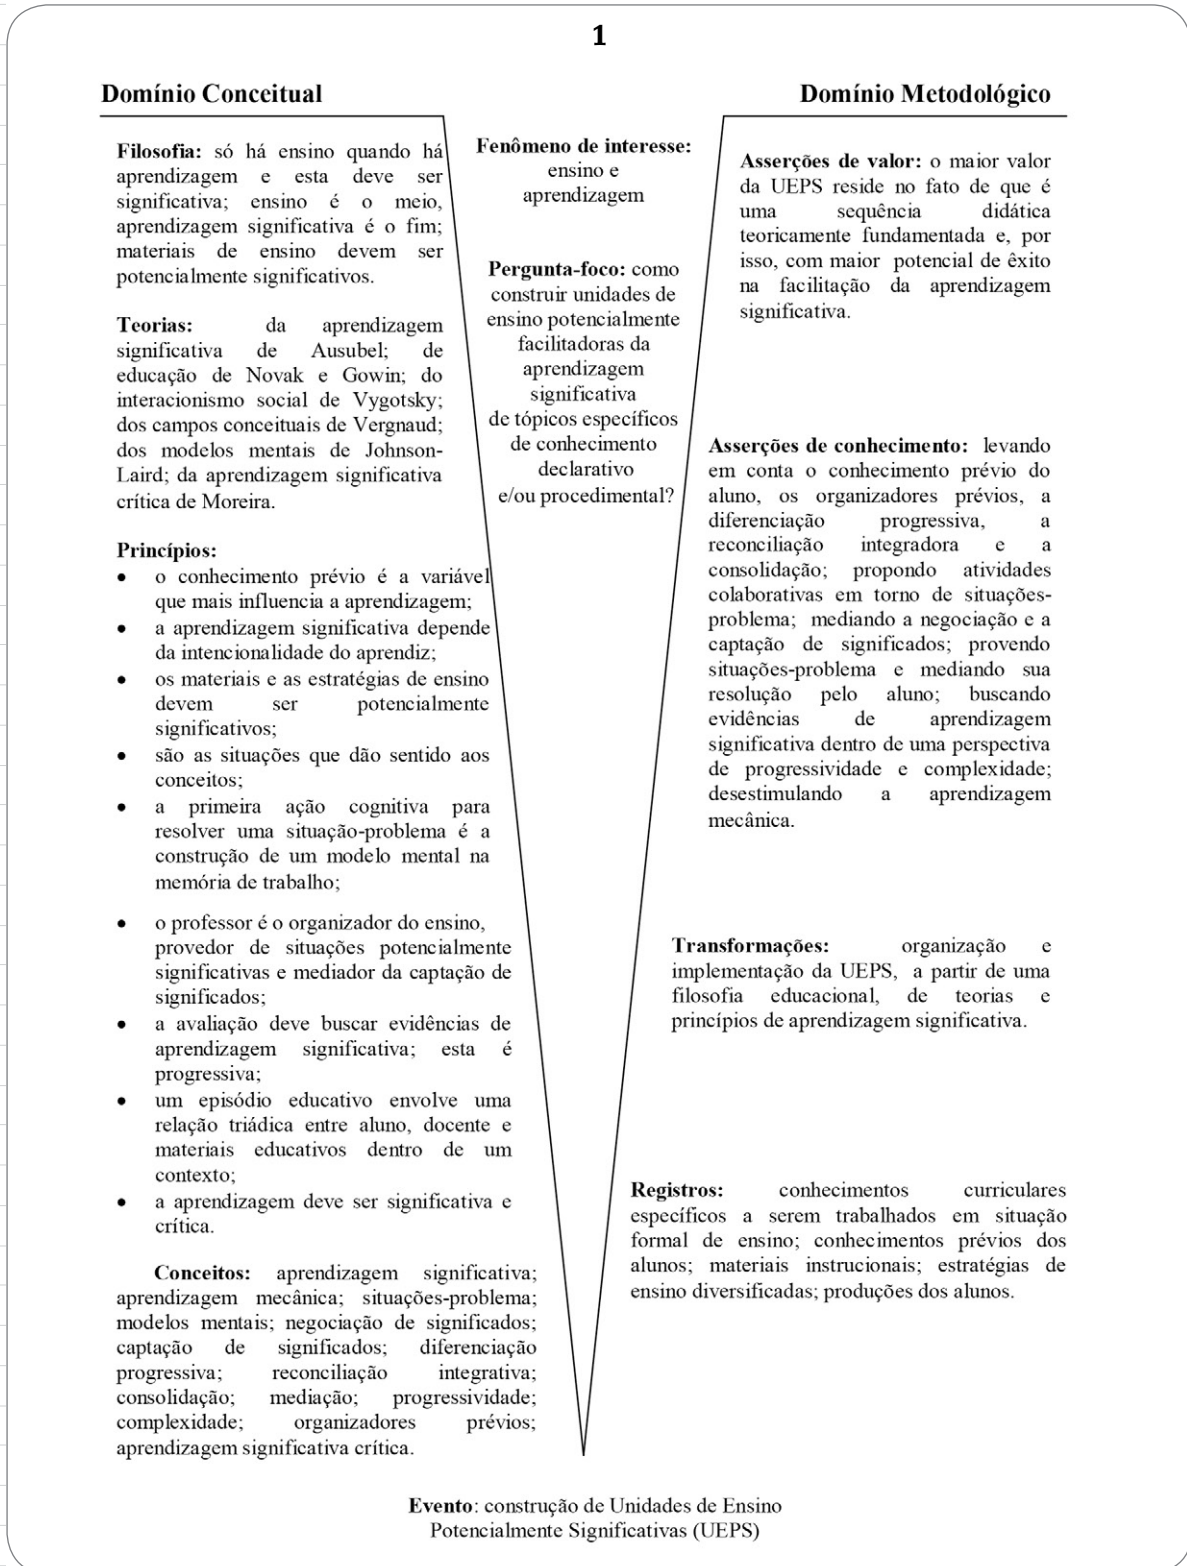 1
Domínio Conceitual
Filosofia: só há ensino quando há
aprendizagem e esta deve ser
significativa; ensino é o meio,
aprendizagem significativa é o fim;
materiais de ensino devem ser
potencialmente significativos.
Teorias: da aprendizagem
significativa de Ausubel; de
educação de Novak e Gowin; do
interacionismo social de Vygotsky;
dos campos conceituais de Vergnaud;
dos modelos mentais de Johnson-
Laird; da aprendizagem significativa
crítica de Moreira.
Princípios:
• o conhecimento prévio é a variável
que mais influencia a aprendizagem;
• a aprendizagem significativa depende
da intencionalidade do aprendiz;
• os materiais e as estratégias de ensino
devem ser potencialmente
significativos;
• são as situações que dão sentido aos
conceitos;
• a primeira ação cognitiva para
resolver uma situação-problema é a
construção de um modelo mental na
memória de trabalho;
• o professor é o organizador do ensino,
provedor de situações potencialmente
significativas e mediador da captação de
significados;
• a avaliação deve buscar evidências de
aprendizagem significativa; esta é
progressiva;
• um episódio educativo envolve uma
relação triádica entre aluno, docente e
materiais educativos dentro de um
contexto;
• a aprendizagem deve ser significativa e
crítica.
Conceitos: aprendizagem significativa;
aprendizagem mecânica; situações-problema;
modelos mentais; negociação de significados;
captação de significados; diferenciação
progressiva; reconciliação integrativa;
consolidação; mediação; progressividade;
complexidade; organizadores prévios;
aprendizagem significativa crítica.
Fenômeno de interesse:
ensino e
aprendizagem
Pergunta-foco: como
construir unidades de
ensino potencialmente
facilitadoras da
aprendizagem
significativa
de tópicos específicos
de conhecimento
declarativo
e/ou procedimental?
Domínio Metodológico
Asserções de valor: o maior valor
da UEPS reside no fato de que é
uma sequência didática
teoricamente fundamentada e, por
isso, com maior potencial de êxito
na facilitação da aprendizagem
significativa.
Asserções de conhecimento: levando
em conta o conhecimento prévio do
aluno, os organizadores prévios, a
diferenciação progressiva, a
reconciliação integradora e a
consolidação; propondo atividades
colaborativas em torno de situações-
problema; mediando a negociação e a
captação de significados; provendo
situações-problema e mediando sua
resolução pelo aluno; buscando
evidências de aprendizagem
significativa dentro de uma perspectiva
de progressividade e complexidade;
desestimulando a aprendizagem
mecânica.
Transformações: organização e
implementação da UEPS, a partir de uma
filosofia educacional, de teorias e
princípios de aprendizagem significativa.
Registros: conhecimentos curriculares
específicos a serem trabalhados em situação
formal de ensino; conhecimentos prévios dos
alunos; materiais instrucionais; estratégias de
ensino diversificadas; produções dos alunos.
Evento: construção de Unidades de Ensino
Potencialmente Significativas (UEPS)